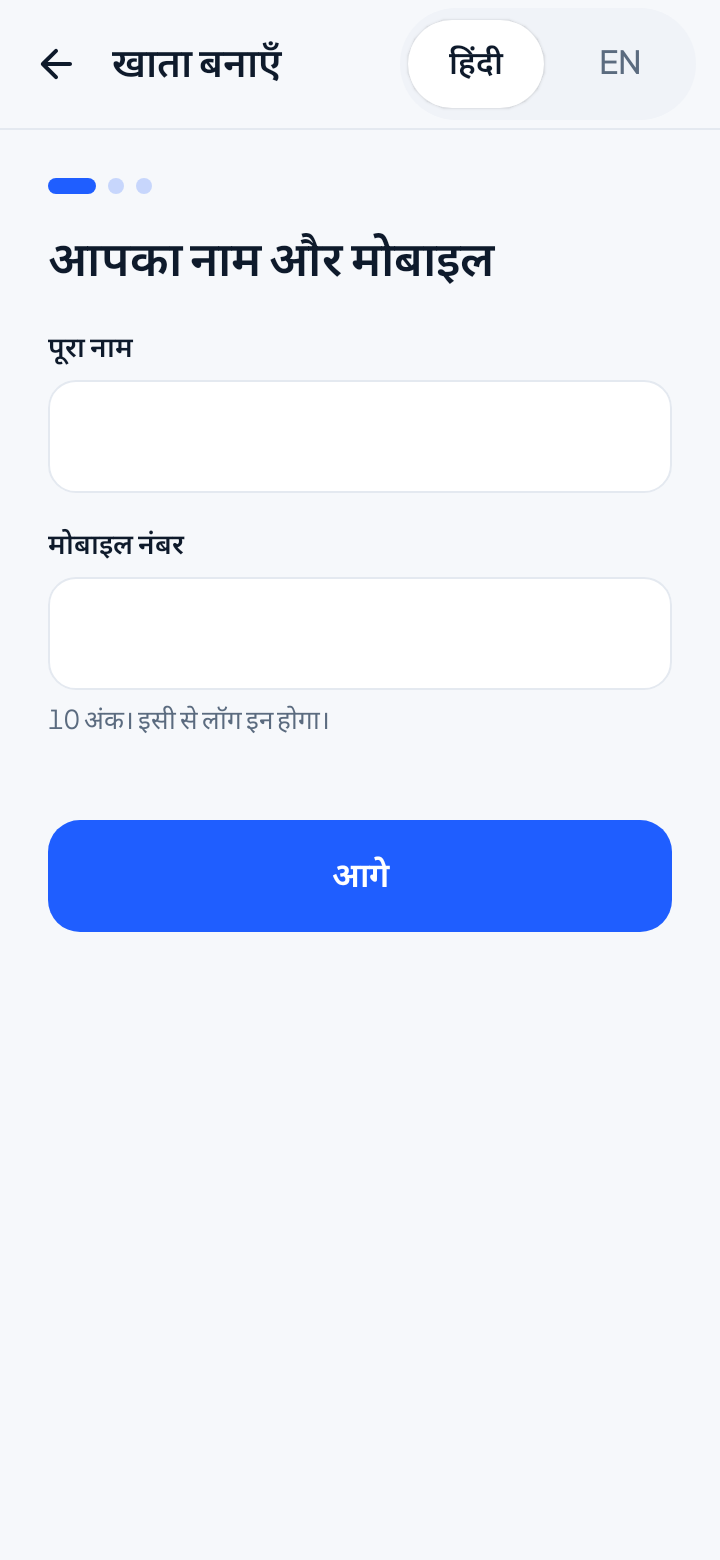 खाता बनाएँ
हिंदी
EN
आपका नाम और मोबाइल
पूरा नाम
मोबाइल नंबर
10 अंक। इसी से लॉग इन होगा।
आगे